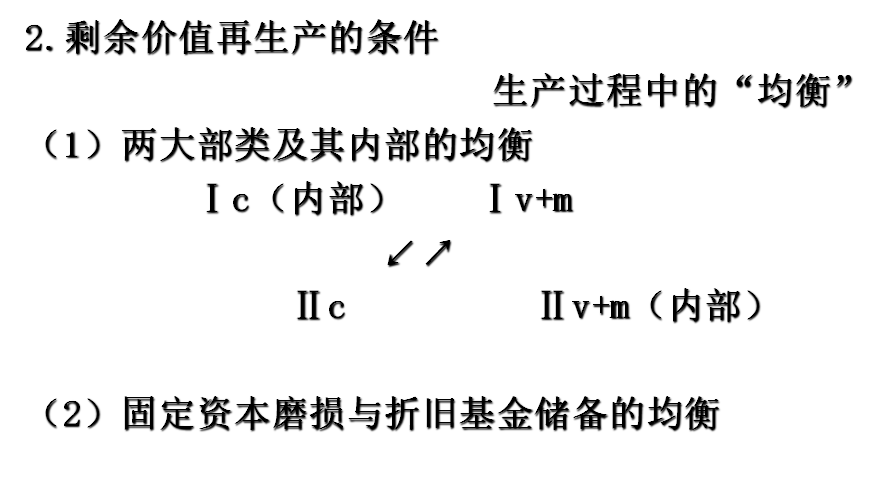 2.剩余价值再生产的条件
生产过程中的“均衡”
（1）两大部类及其内部的均衡
Ⅰc（内部） Ⅰv+m
↙↗
Ⅱc Ⅱv+m（内部）
（2）固定资本磨损与折旧基金储备的均衡